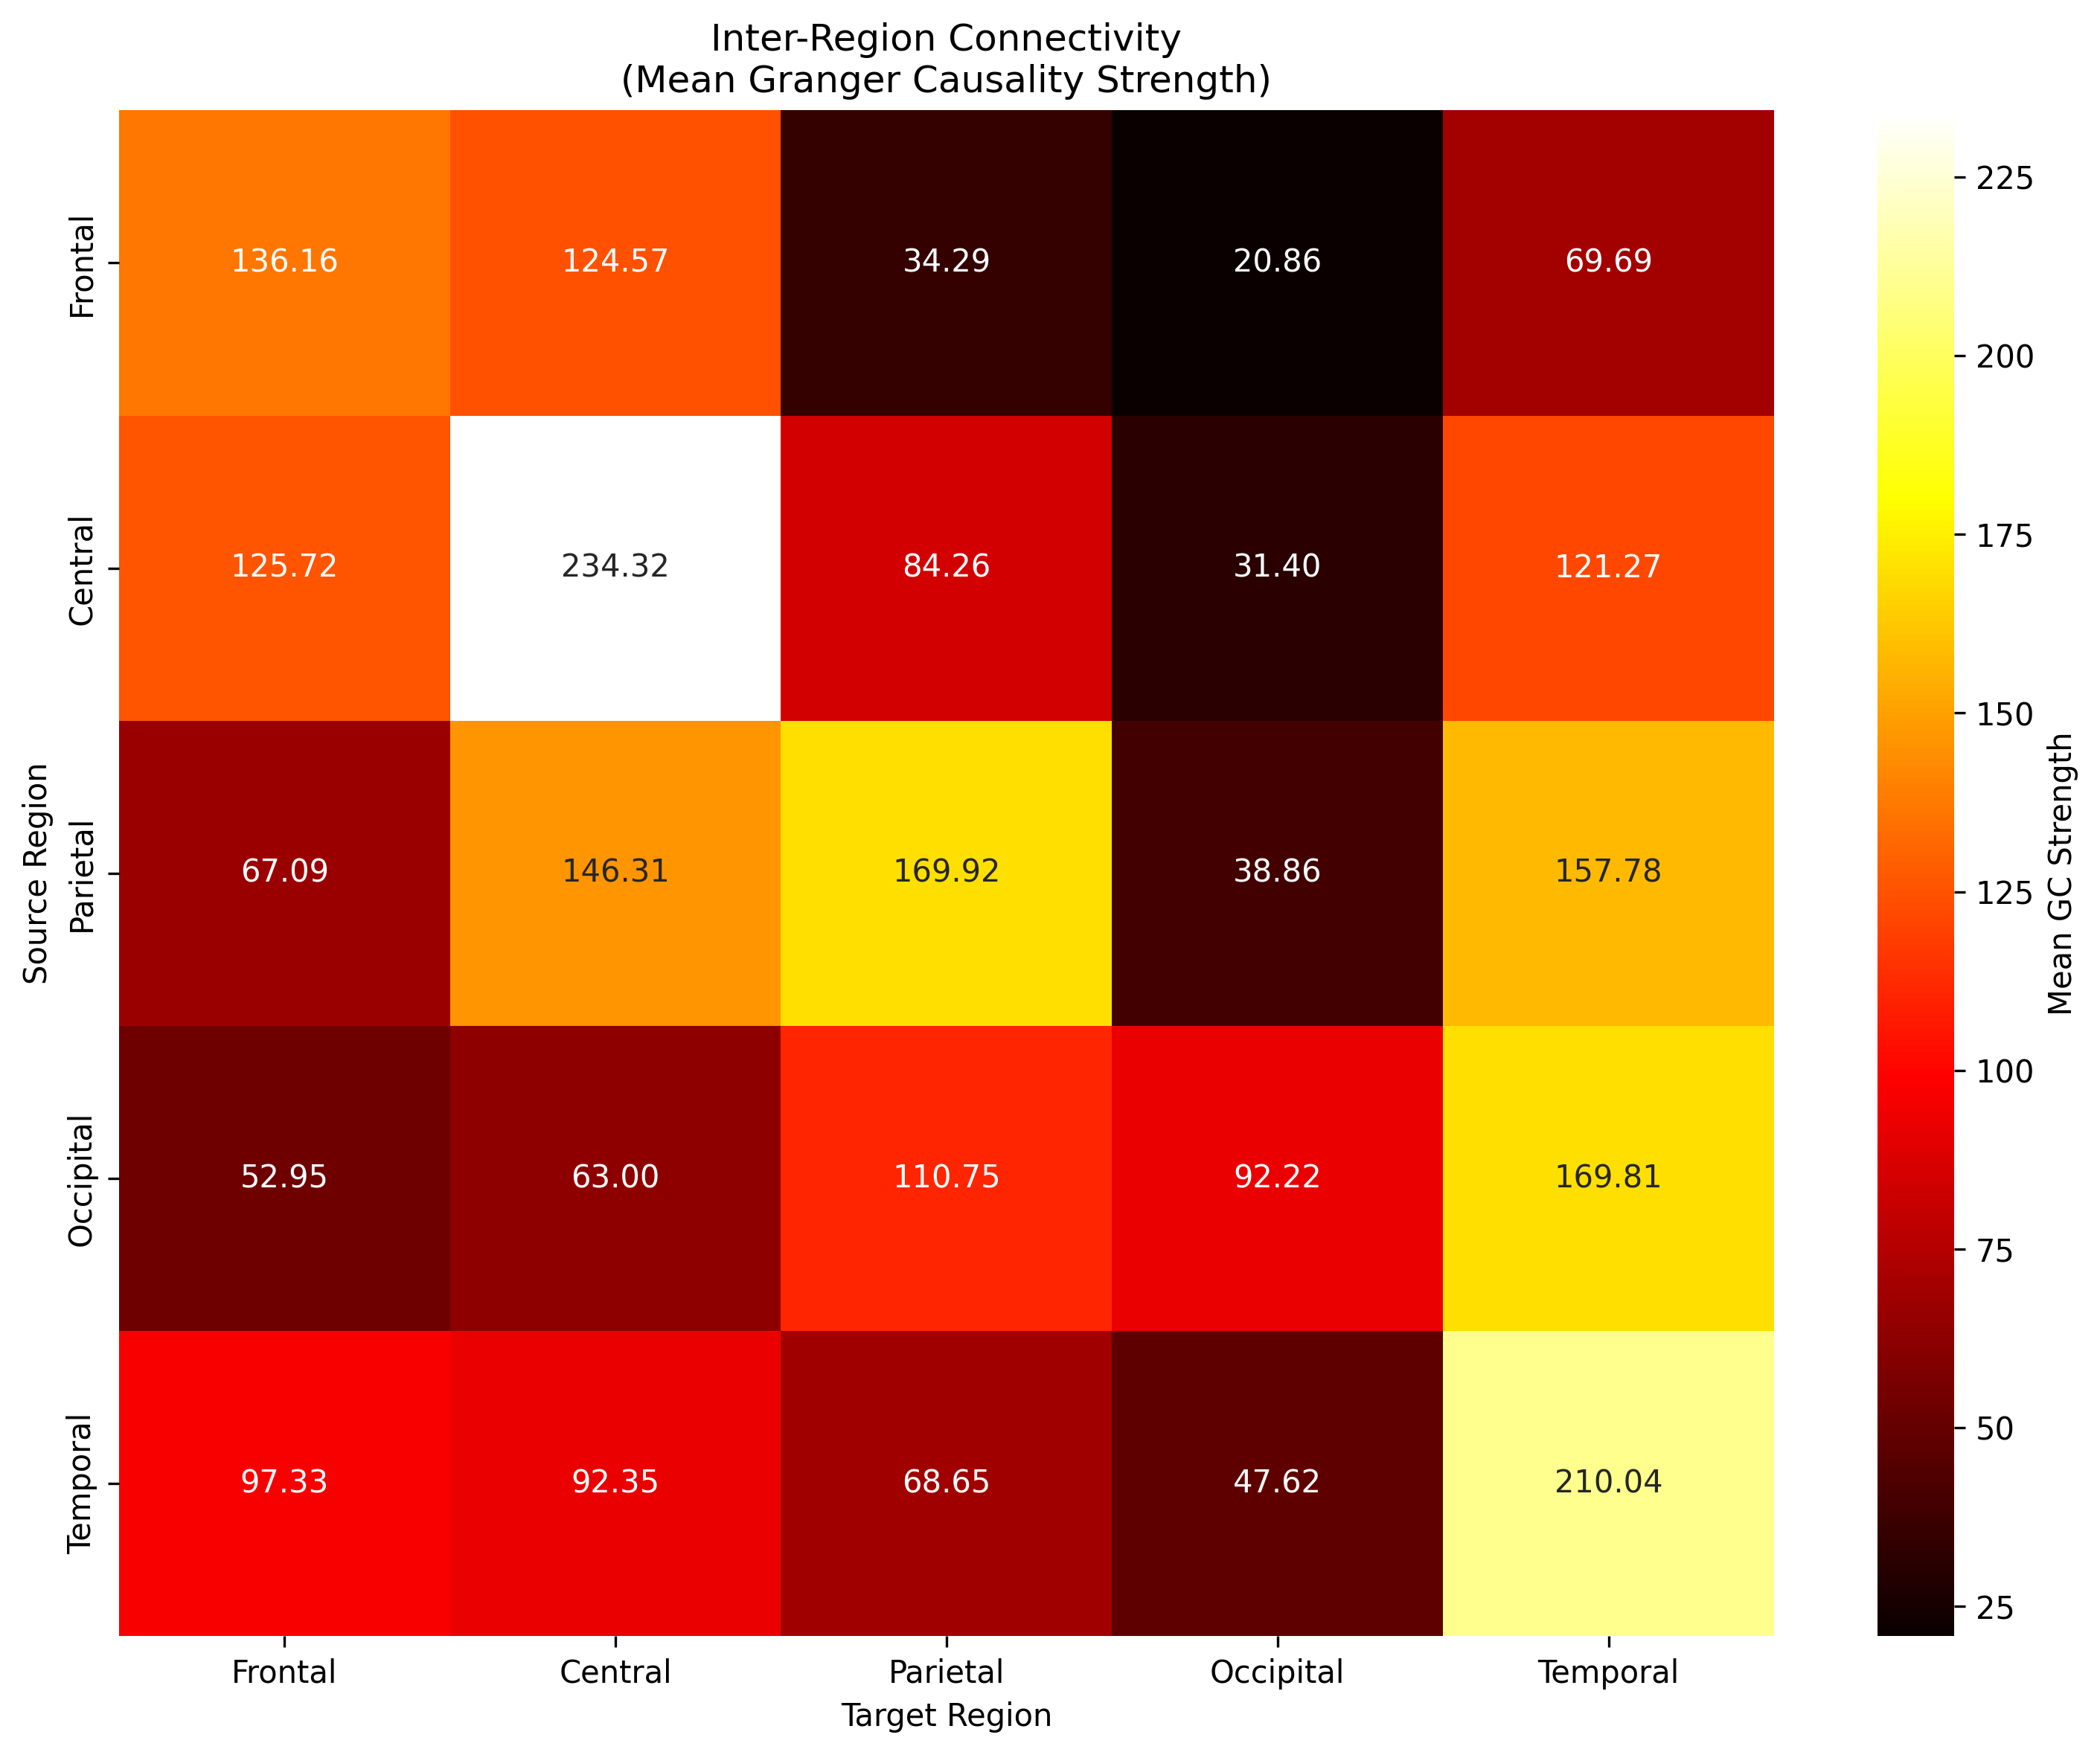 Inter-Region Connectivity
(Mean Granger Causality Strength)
Source Region
Frontal
136.16 124.57 34.29 20.86 69.69
Central
125.72 234.32 84.26 31.40 121.27
Parietal
67.09 146.31 169.92 38.86 157.78
Occipital
52.95 63.00 110.75 92.22 169.81
Temporal
97.33 92.35 68.65 47.62 210.04
Frontal Central Parietal Occipital Temporal
Target Region
225
200
175
150
125
100
75
50
25
Mean GC Strength